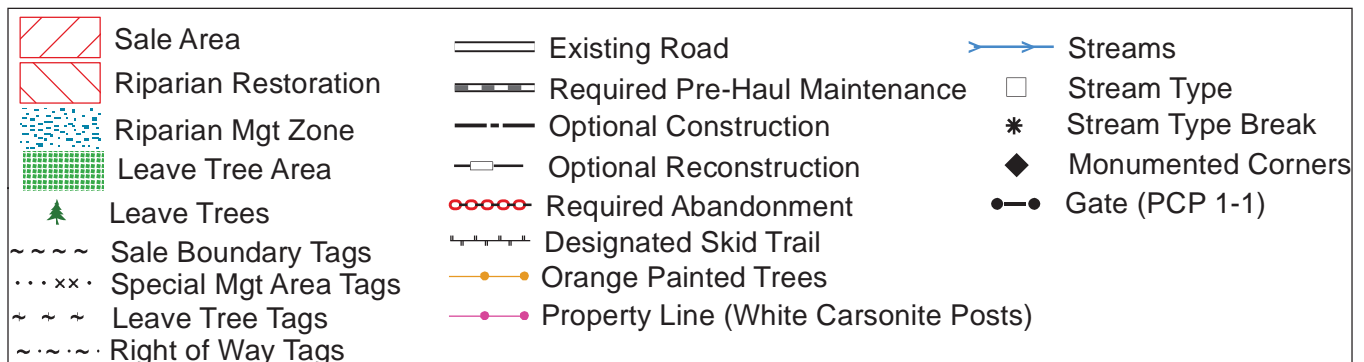 Sale Area
Riparian Restoration
Riparian Mgt Zone
Leave Tree Area
Leave Trees
Sale Boundary Tags
Special Mgt Area Tags
Leave Tree Tags
Right of Way Tags
Existing Road
Required Pre-Haul Maintenance
Optional Construction
Optional Reconstruction
Required Abandonment
Designated Skid Trail
Orange Painted Trees
Property Line (White Carsonite Posts)
Streams
Stream Type
Stream Type Break
Monumented Corners
Gate (PCP 1-1)